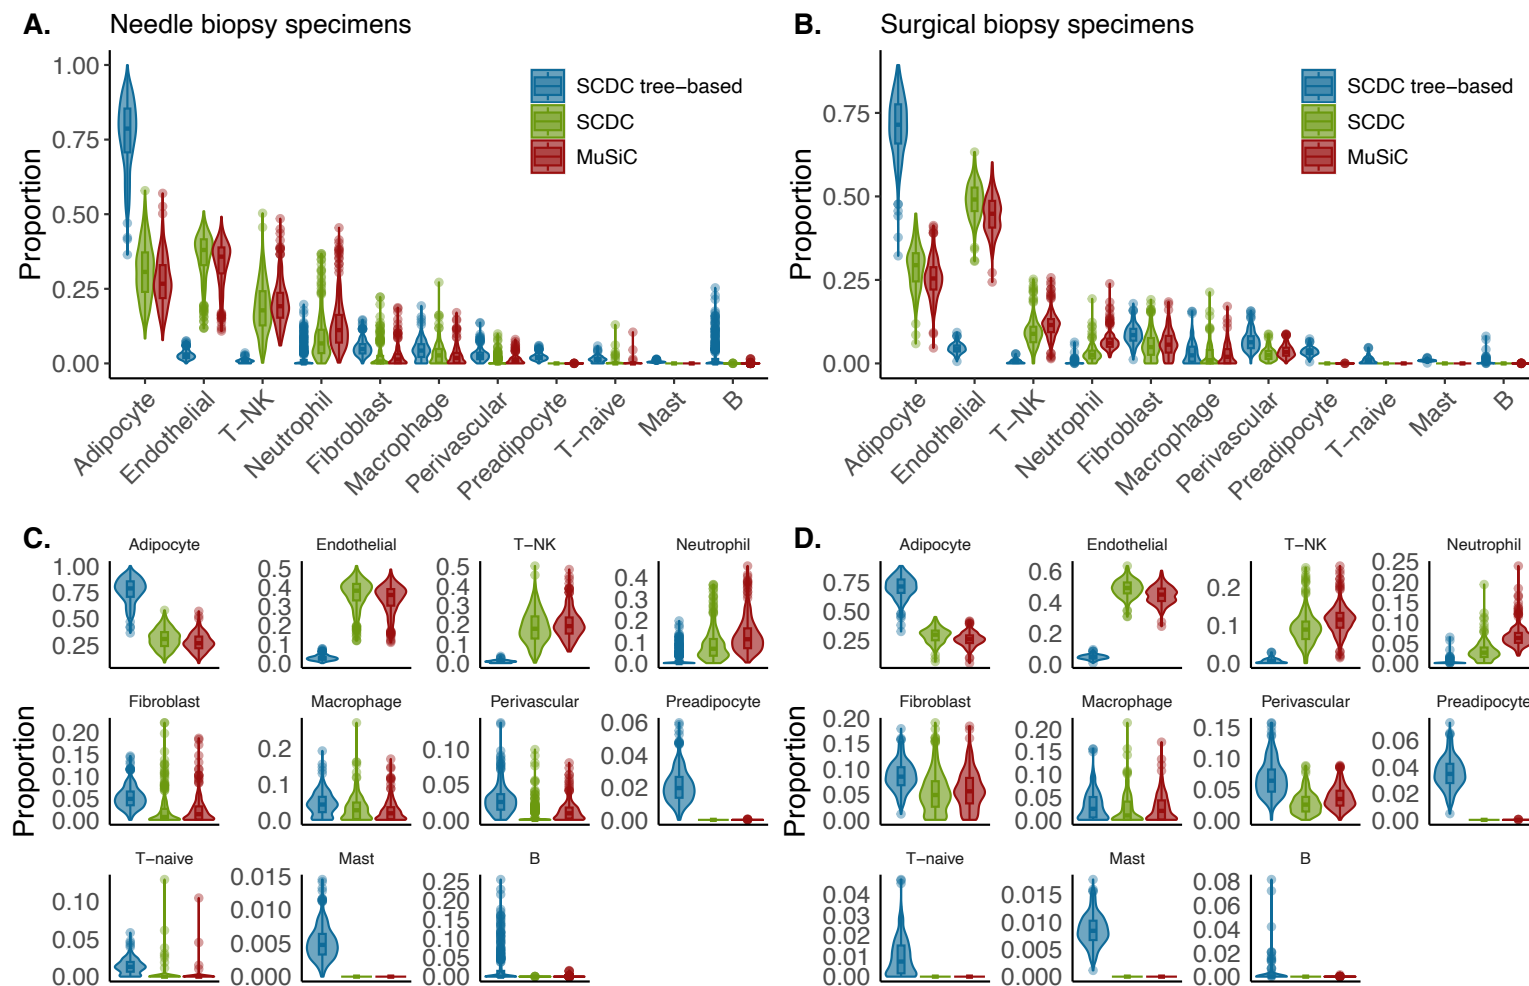 A. Needle biopsy specimens
1.00
0.75
0.50
0.25
0.00
Proportion
SCDC tree−based
SCDC
MuSiC
Adipocyte
Endothelial
T−NK
Neutrophil
Fibroblast
Macrophage
Perivascular
Preadipocyte
T−naive
Mast
B
B. Surgical biopsy specimens
0.75
0.50
0.25
0.00
Proportion
SCDC tree−based
SCDC
MuSiC
Adipocyte
Endothelial
T−NK
Neutrophil
Fibroblast
Macrophage
Perivascular
Preadipocyte
T−naive
Mast
B
C.
Proportion
Adipocyte
1.00
0.75
0.50
0.25
Endothelial
0.5
0.4
0.3
0.2
0.1
0.0
T−NK
0.5
0.4
0.3
0.2
0.1
0.0
Neutrophil
0.4
0.3
0.2
0.1
0.0
Fibroblast
0.20
0.15
0.10
0.05
0.00
Macrophage
0.2
0.1
0.0
Perivascular
0.10
0.05
0.00
Preadipocyte
0.06
0.04
0.02
0.00
T−naive
0.10
0.05
0.00
Mast
0.015
0.010
0.005
0.000
B
0.25
0.20
0.15
0.10
0.05
0.00
D.
Proportion
Adipocyte
0.75
0.50
0.25
Endothelial
0.6
0.4
0.2
0.0
T−NK
0.2
0.1
0.0
Neutrophil
0.25
0.20
0.15
0.10
0.05
0.00
Fibroblast
0.20
0.15
0.10
0.05
0.00
Macrophage
0.20
0.15
0.10
0.05
0.00
Perivascular
0.15
0.10
0.05
0.00
Preadipocyte
0.06
0.04
0.02
0.00
T−naive
0.04
0.03
0.02
0.01
0.00
Mast
0.015
0.010
0.005
0.000
B
0.08
0.06
0.04
0.02
0.00